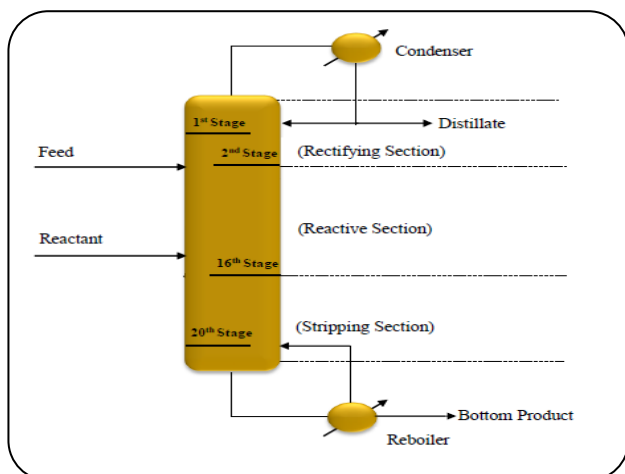 Condenser
1st Stage
Distillate
Feed
2nd Stage
(Rectifying Section)
Reactant
(Reactive Section)
16th Stage
20th Stage
(Stripping Section)
Bottom Product
Reboiler